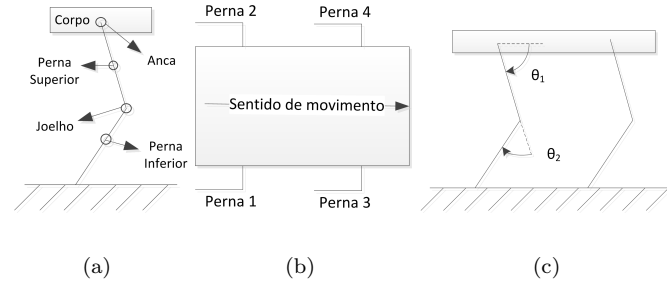 Corpo
Anca
Perna
Superior
Joelho
Perna
Inferior
(a)
Perna 2
Perna 4
Sentido de movimento
Perna 1
Perna 3
(b)
θ1
θ2
(c)